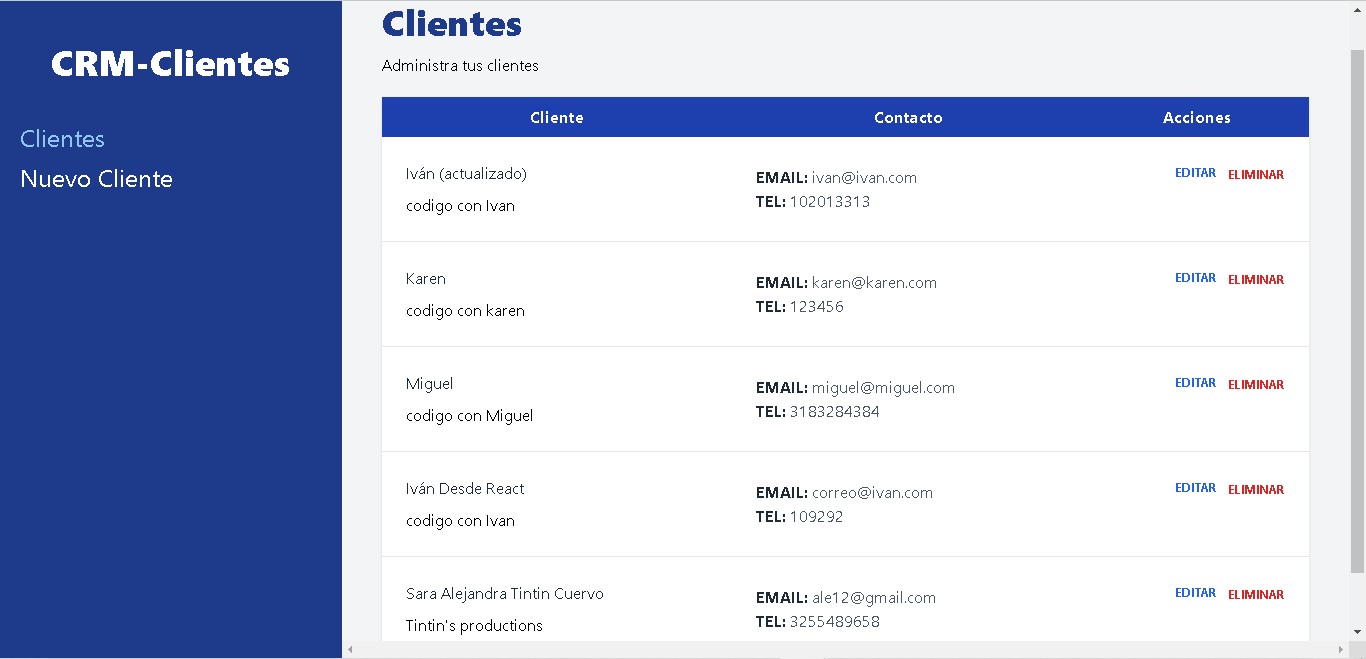 CRM-Clientes
Clientes
Nuevo Cliente
Clientes
Administra tus clientes
Cliente Contacto Acciones
Iván (actualizado)
codigo con Ivan
EMAIL: ivan@ivan.com
TEL: 102013313
EDITAR ELIMINAR
Karen
codigo con karen
EMAIL: karen@karen.com
TEL: 123456
EDITAR ELIMINAR
Miguel
codigo con Miguel
EMAIL: miguel@miguel.com
TEL: 3183284384
EDITAR ELIMINAR
Iván Desde React
codigo con Ivan
EMAIL: correo@ivan.com
TEL: 109292
EDITAR ELIMINAR
Sara Alejandra Tintin Cuervo
Tintin's productions
EMAIL: ale12@gmail.com
TEL: 3255489658
EDITAR ELIMINAR